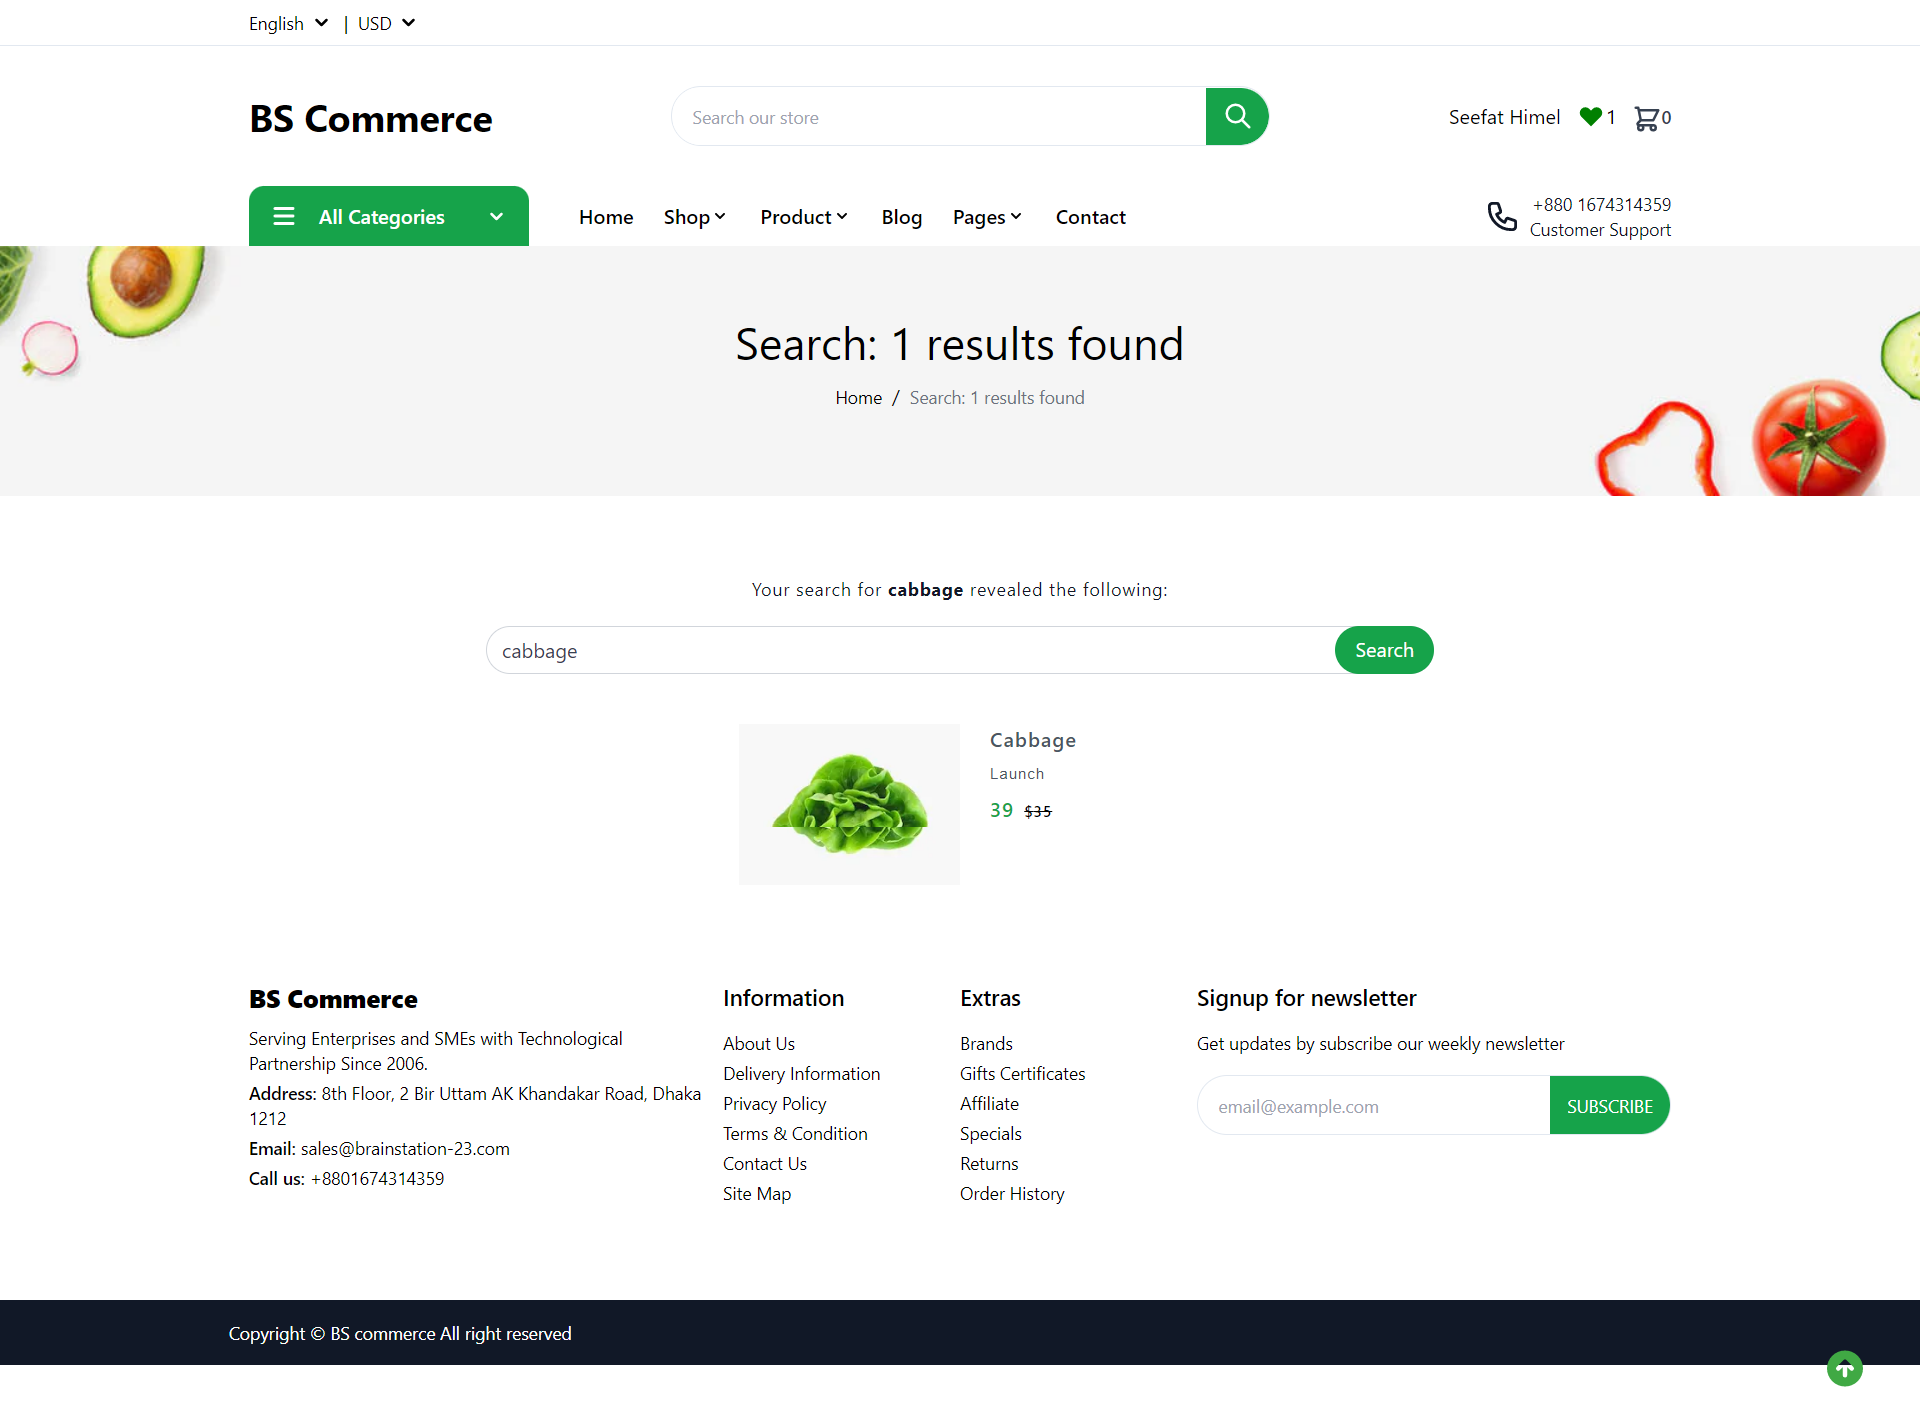 English | USD
BS Commerce
Search our store
Seefat Himel 1 0
All Categories
Home Shop Product Blog Pages Contact
+880 1674314359
Customer Support
Search: 1 results found
Home / Search: 1 results found
Your search for cabbage revealed the following:
cabbage
Search
Cabbage
Launch
39 $35
BS Commerce
Serving Enterprises and SMEs with Technological
Partnership Since 2006.
Address: 8th Floor, 2 Bir Uttam AK Khandakar Road, Dhaka
1212
Email: sales@brainstation-23.com
Call us: +8801674314359
Information
About Us
Delivery Information
Privacy Policy
Terms & Condition
Contact Us
Site Map
Extras
Brands
Gifts Certificates
Affiliate
Specials
Returns
Order History
Signup for newsletter
Get updates by subscribe our weekly newsletter
email@example.com
SUBSCRIBE
Copyright © BS commerce All right reserved